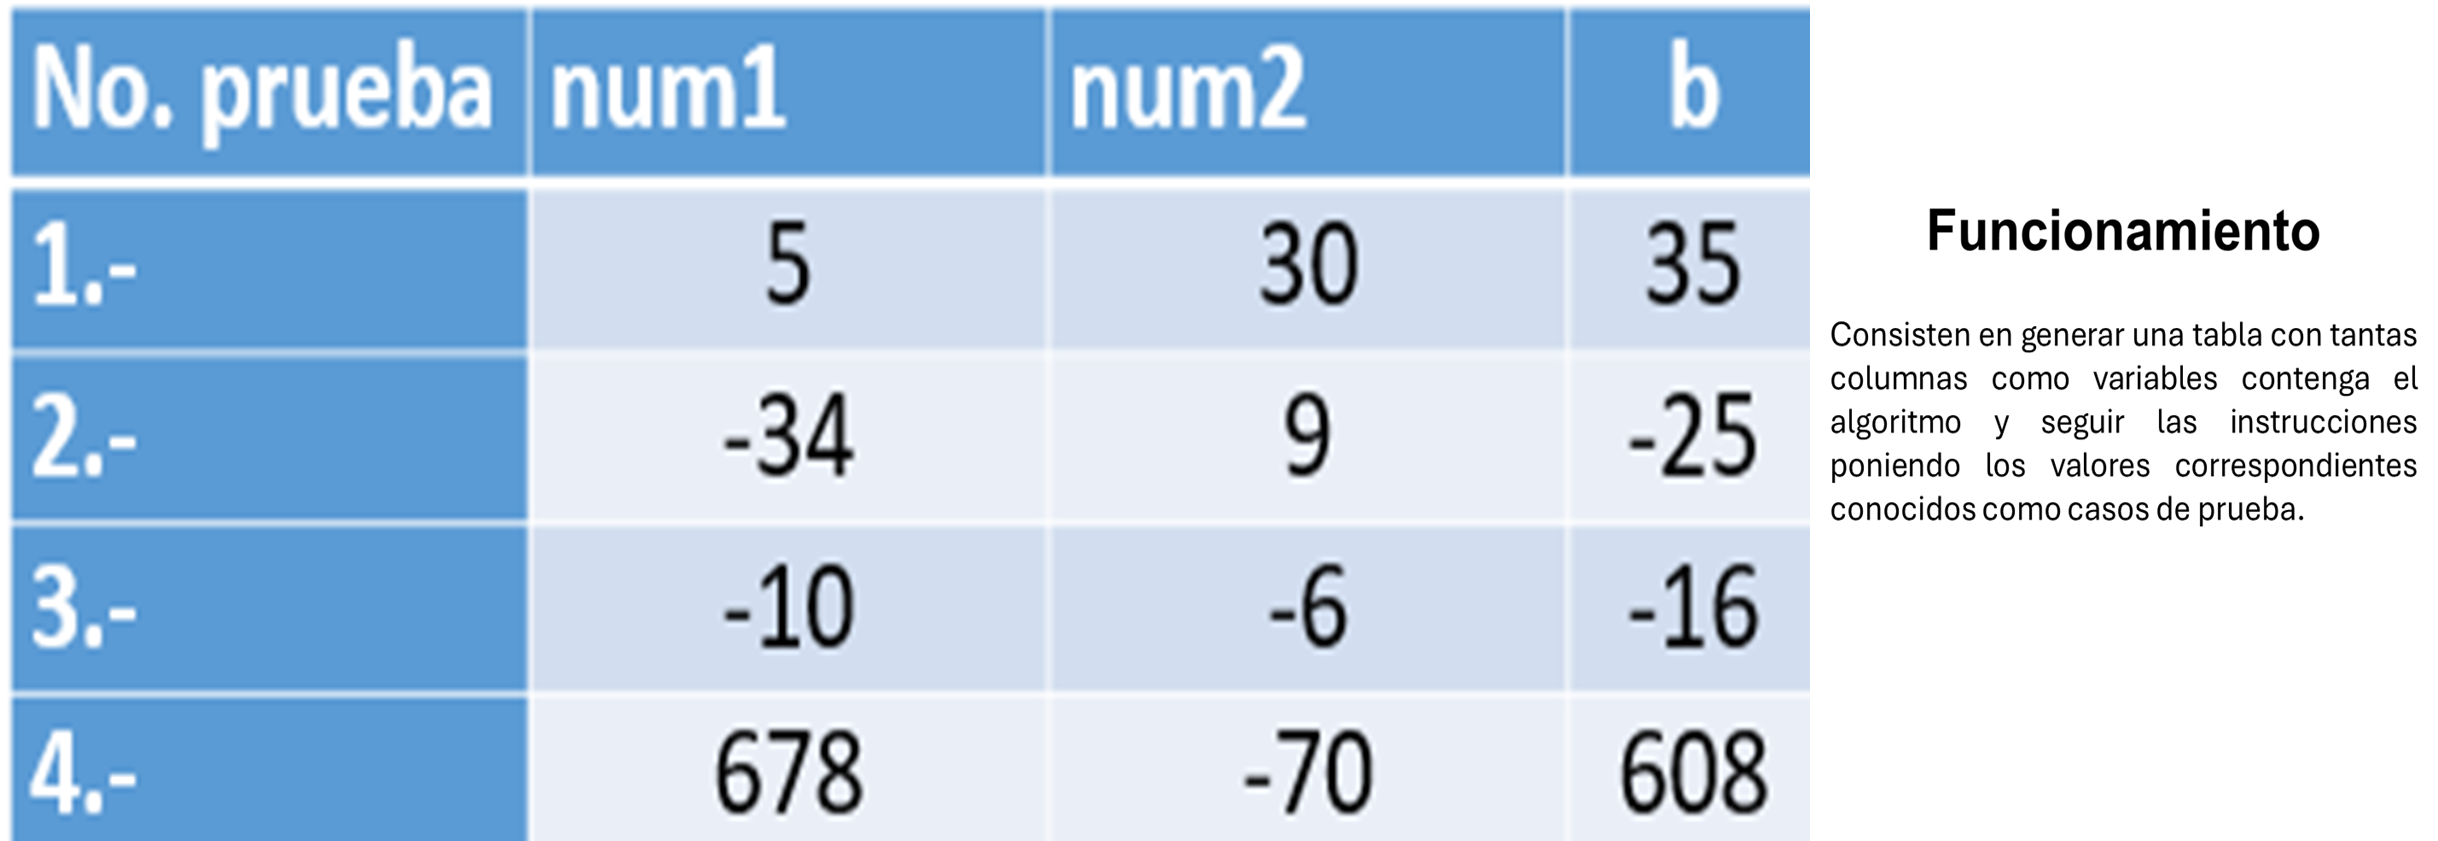 No. prueba num1 num2 b
1.- 5 30 35
2.- -34 9 -25
3.- -10 -6 -16
4.- 678 -70 608
Funcionamiento
Consisten en generar una tabla con tantas
columnas como variables contenga el
algoritmo y seguir las instrucciones
poniendo los valores correspondientes
conocidos como casos de prueba.